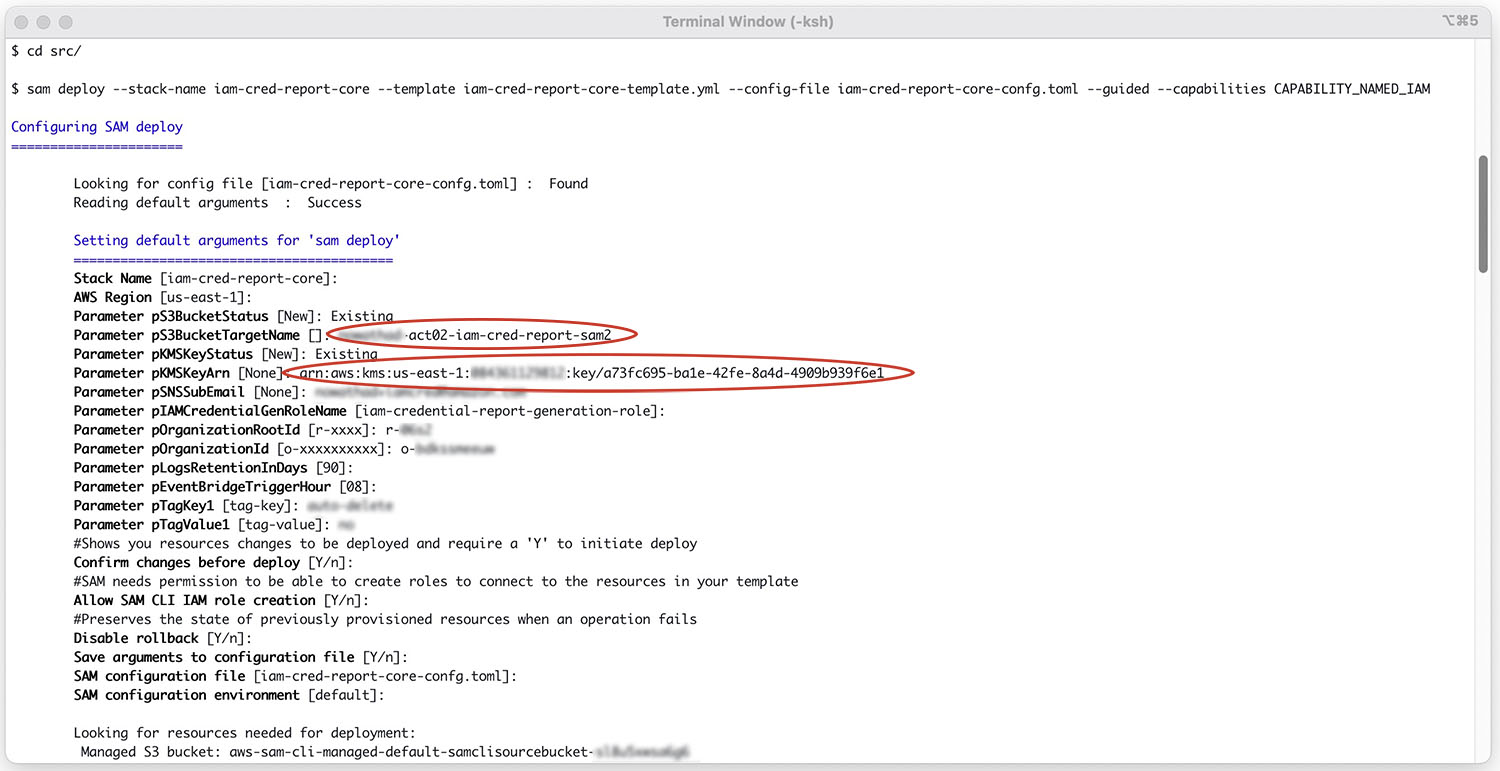 Terminal Window (-ksh)
⌥⌘5
$ cd src/
$ sam deploy --stack-name iam-cred-report-core --template iam-cred-report-core-template.yml --config-file iam-cred-report-core-confg.toml --guided --capabilities CAPABILITY_NAMED_IAM
Configuring SAM deploy
======================
Looking for config file [iam-cred-report-core-confg.toml] :  Found
Reading default arguments  :  Success
Setting default arguments for 'sam deploy'
=========================================
Stack Name [iam-cred-report-core]:
AWS Region [us-east-1]:
Parameter pS3BucketStatus [New]: Existing
Parameter pS3BucketTargetName []: -act02-iam-cred-report-sam2
Parameter pKMSKeyStatus [New]: Existing
Parameter pKMSKeyArn [None]: arn:aws:kms:us-east-1: :key/a73fc695-ba1e-42fe-8a4d-4909b939f6e1
Parameter pSNSSubEmail [None]:
Parameter pIAMCredentialGenRoleName [iam-credential-report-generation-role]:
Parameter pOrganizationRootId [r-xxxx]: r-
Parameter pOrganizationId [o-xxxxxxxxxx]: o-
Parameter pLogsRetentionInDays [90]:
Parameter pEventBridgeTriggerHour [08]:
Parameter pTagKey1 [tag-key]:
Parameter pTagValue1 [tag-value]:
#Shows you resources changes to be deployed and require a 'Y' to initiate deploy
Confirm changes before deploy [Y/n]:
#SAM needs permission to be able to create roles to connect to the resources in your template
Allow SAM CLI IAM role creation [Y/n]:
#Preserves the state of previously provisioned resources when an operation fails
Disable rollback [Y/n]:
Save arguments to configuration file [Y/n]:
SAM configuration file [iam-cred-report-core-confg.toml]:
SAM configuration environment [default]:
Looking for resources needed for deployment:
Managed S3 bucket: aws-sam-cli-managed-default-samclisourcebucket-